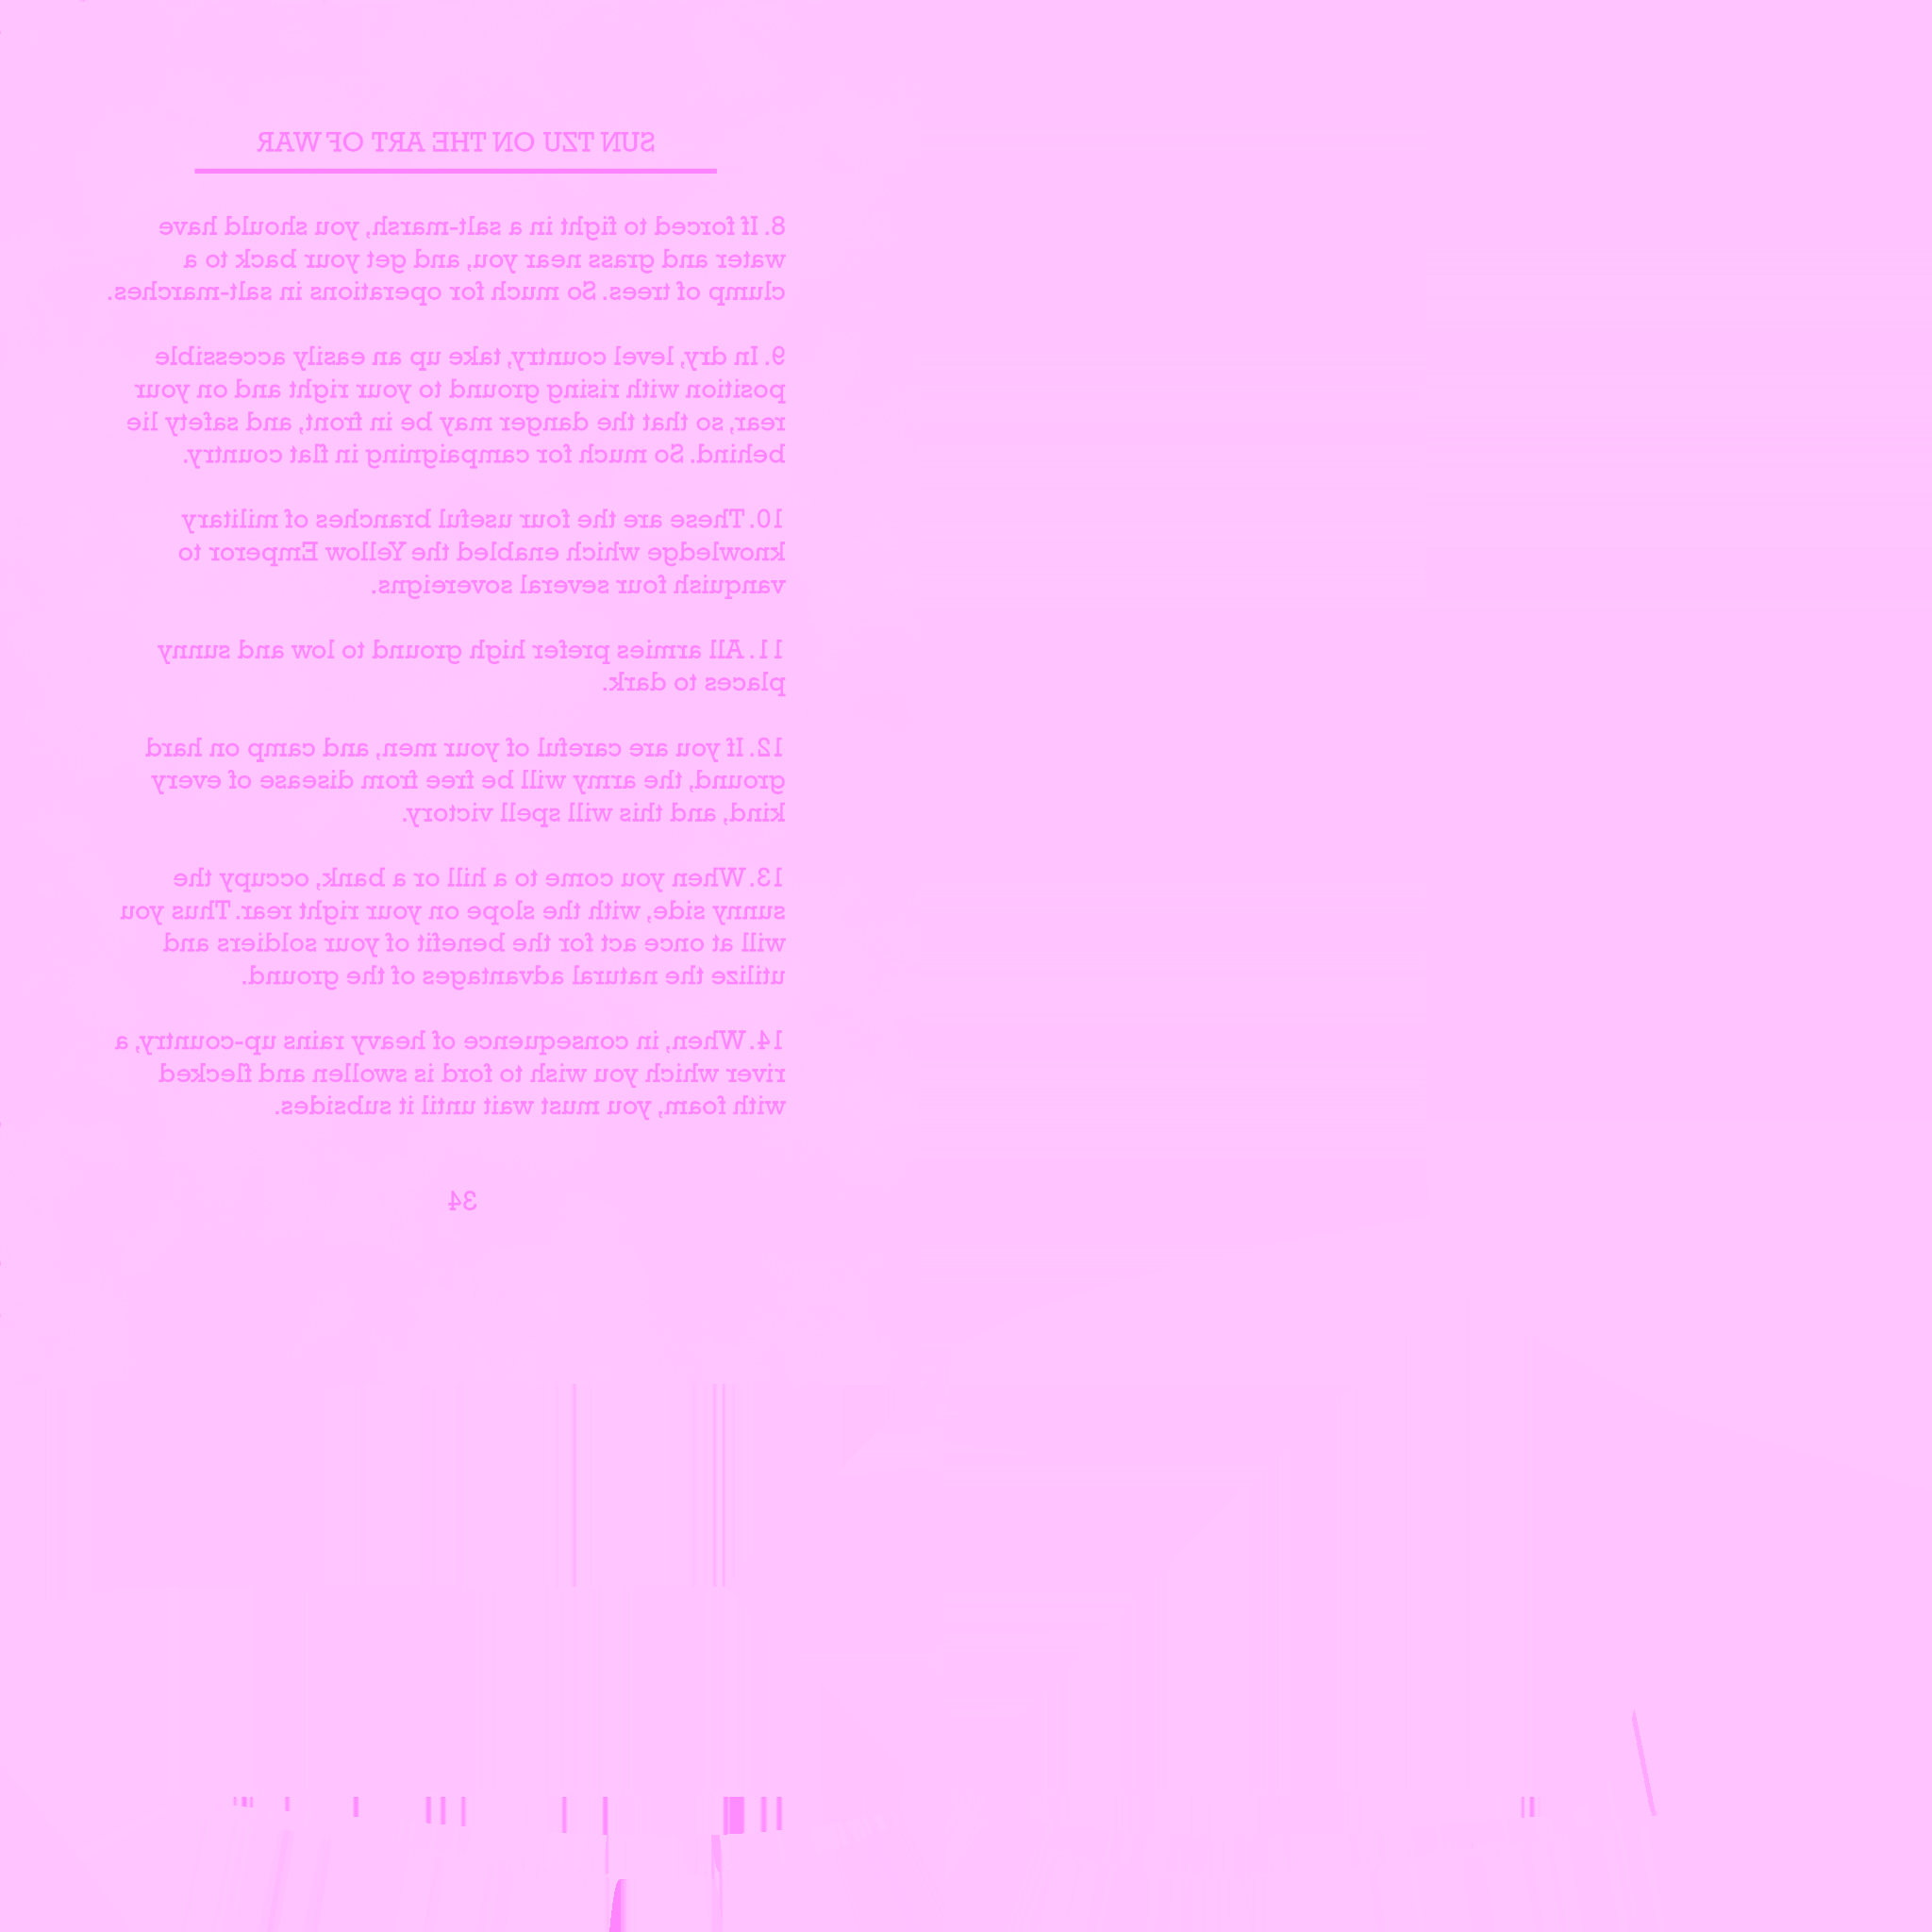 SUN TZU ON THE ART OF WAR
8. If forced to fight in a salt-marsh, you should have
water and grass near you, and get your back to a
clump of trees. So much for operations in salt-marches.
9. In dry, level country, take up an easily accessible
position with rising ground to your right and on your
rear, so that the danger may be in front, and safety lie
behind. So much for campaigning in flat country.
10. These are the four useful branches of military
knowledge which enabled the Yellow Emperor to
vanquish four several sovereigns.
11. All armies prefer high ground to low and sunny
places to dark.
12. If you are careful of your men, and camp on hard
ground, the army will be free from disease of every
kind, and this will spell victory.
13. When you come to a hill or a bank, occupy the
sunny side, with the slope on your right rear. Thus you
will at once act for the benefit of your soldiers and
utilize the natural advantages of the ground.
14. When, in consequence of heavy rains up-country, a
river which you wish to ford is swollen and flecked
with foam, you must wait until it subsides.
34